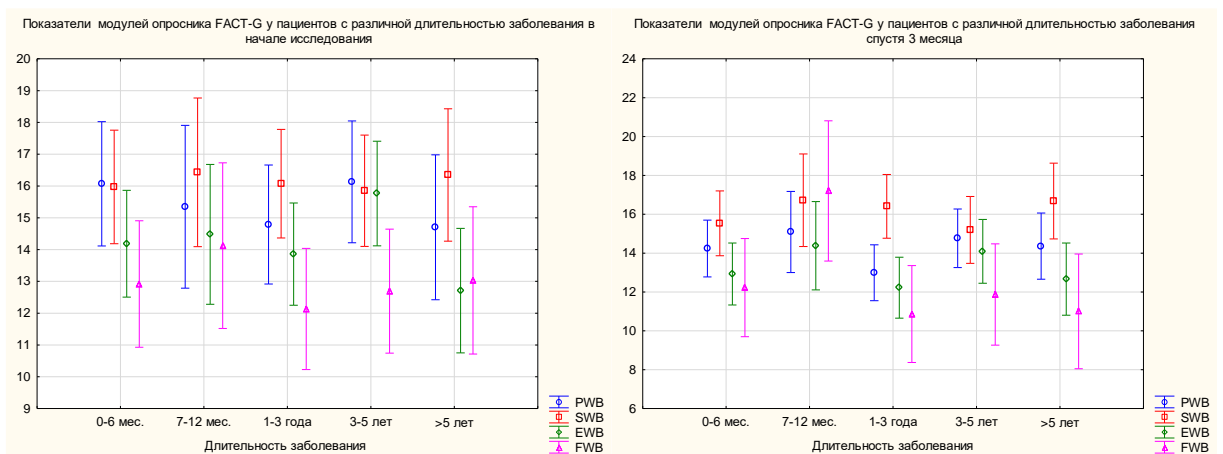 Показатели модулей опросника FACT-G у пациентов с различной длительностью заболевания в
начале исследования
20
19
18
17
16
15
14
13
12
11
10
9
0-6 мес.
7-12 мес.
1-3 года
3-5 лет
>5 лет
Длительность заболевания
PWB
SWB
EWB
FWB
Показатели модулей опросника FACT-G у пациентов с различной длительностью заболевания
спустя 3 месяца
24
22
20
18
16
14
12
10
8
6
0-6 мес.
7-12 мес.
1-3 года
3-5 лет
>5 лет
Длительность заболевания
PWB
SWB
EWB
FWB